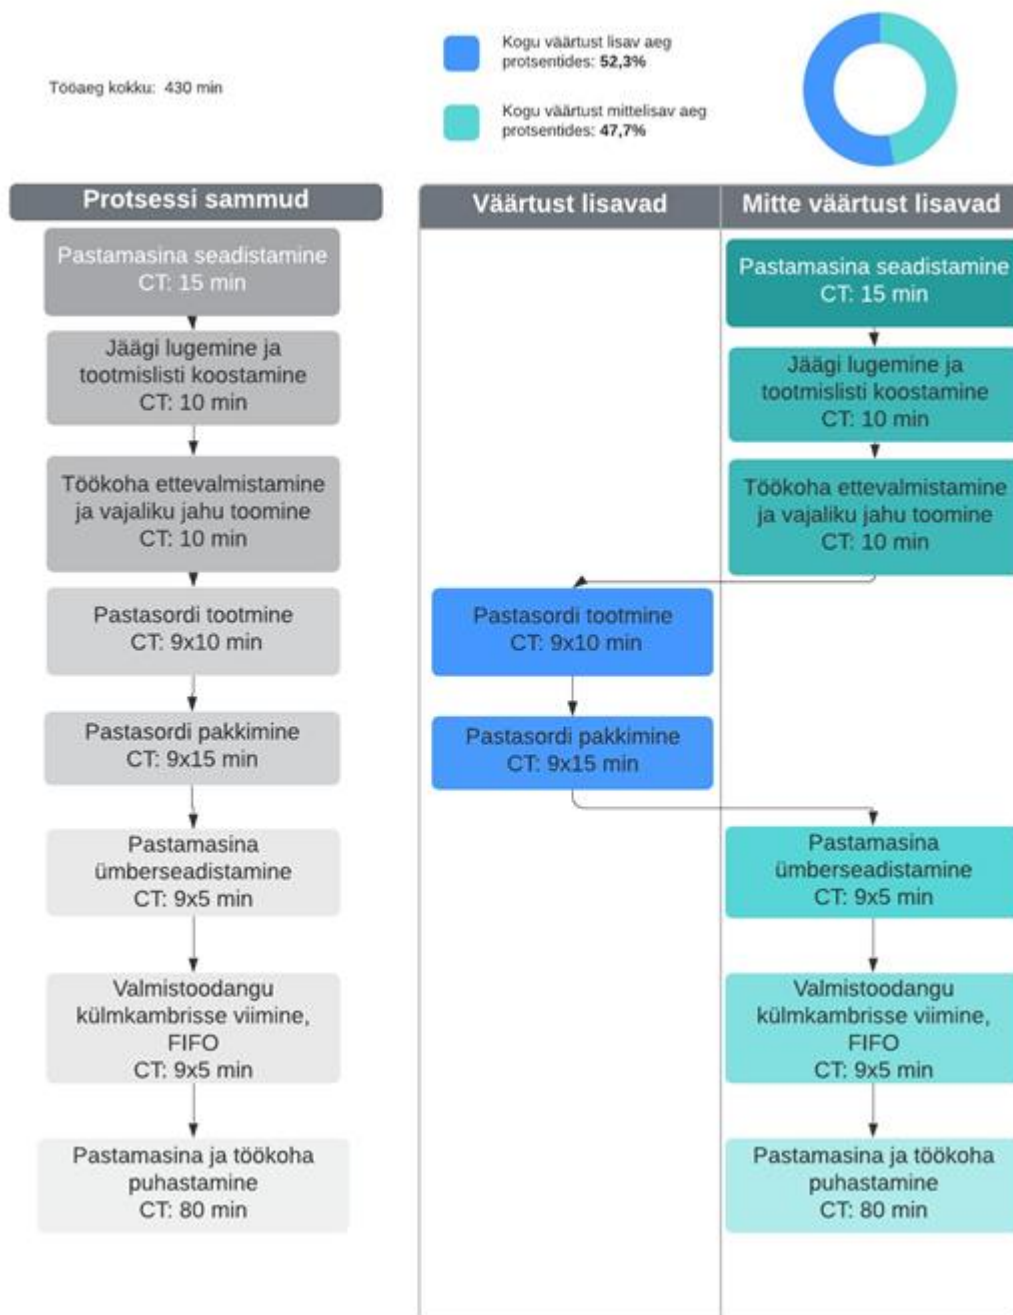 Tööaeg kokku: 430 min
Kogu väärtust lisav aeg
protsentides: 52,3%
Kogu väärtust mittelisav aeg
protsentides: 47,7%
Protsessi sammud
Pastamasina seadistamine
CT: 15 min
Jäägi lugemine ja
tootmislisti koostamine
CT: 10 min
Töökoha ettevalmistamine
ja vajaliku jahu toomine
CT: 10 min
Pastasordi tootmine
CT: 9x10 min
Pastasordi pakkimine
CT: 9x15 min
Pastamasina
ümberseadistamine
CT: 9x5 min
Valmistoodangu
külmkambrisse viimine,
FIFO
CT: 9x5 min
Pastamasina ja töökoha
puhastamine
CT: 80 min
Väärtust lisavad
Pastasordi tootmine
CT: 9x10 min
Pastasordi pakkimine
CT: 9x15 min
Mitte väärtust lisavad
Pastamasina seadistamine
CT: 15 min
Jäägi lugemine ja
tootmislisti koostamine
CT: 10 min
Töökoha ettevalmistamine
ja vajaliku jahu toomine
CT: 10 min
Pastamasina
ümberseadistamine
CT: 9x5 min
Valmistoodangu
külmkambrisse viimine,
FIFO
CT: 9x5 min
Pastamasina ja töökoha
puhastamine
CT: 80 min